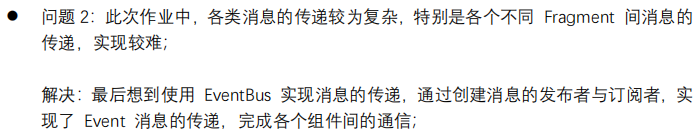 ● 问题 2：此次作业中，各类消息的传递较为复杂，特别是各个不同 Fragment 间消息的
传递，实现较难；
解决：最后想到使用 EventBus 实现消息的传递，通过创建消息的发布者与订阅者，实
现了 Event 消息的传递，完成各个组件间的通信；